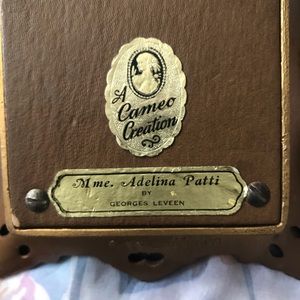 A
Cameo
Creation
Mme. Adelina Patti
BY
GEORGES LEVEEN